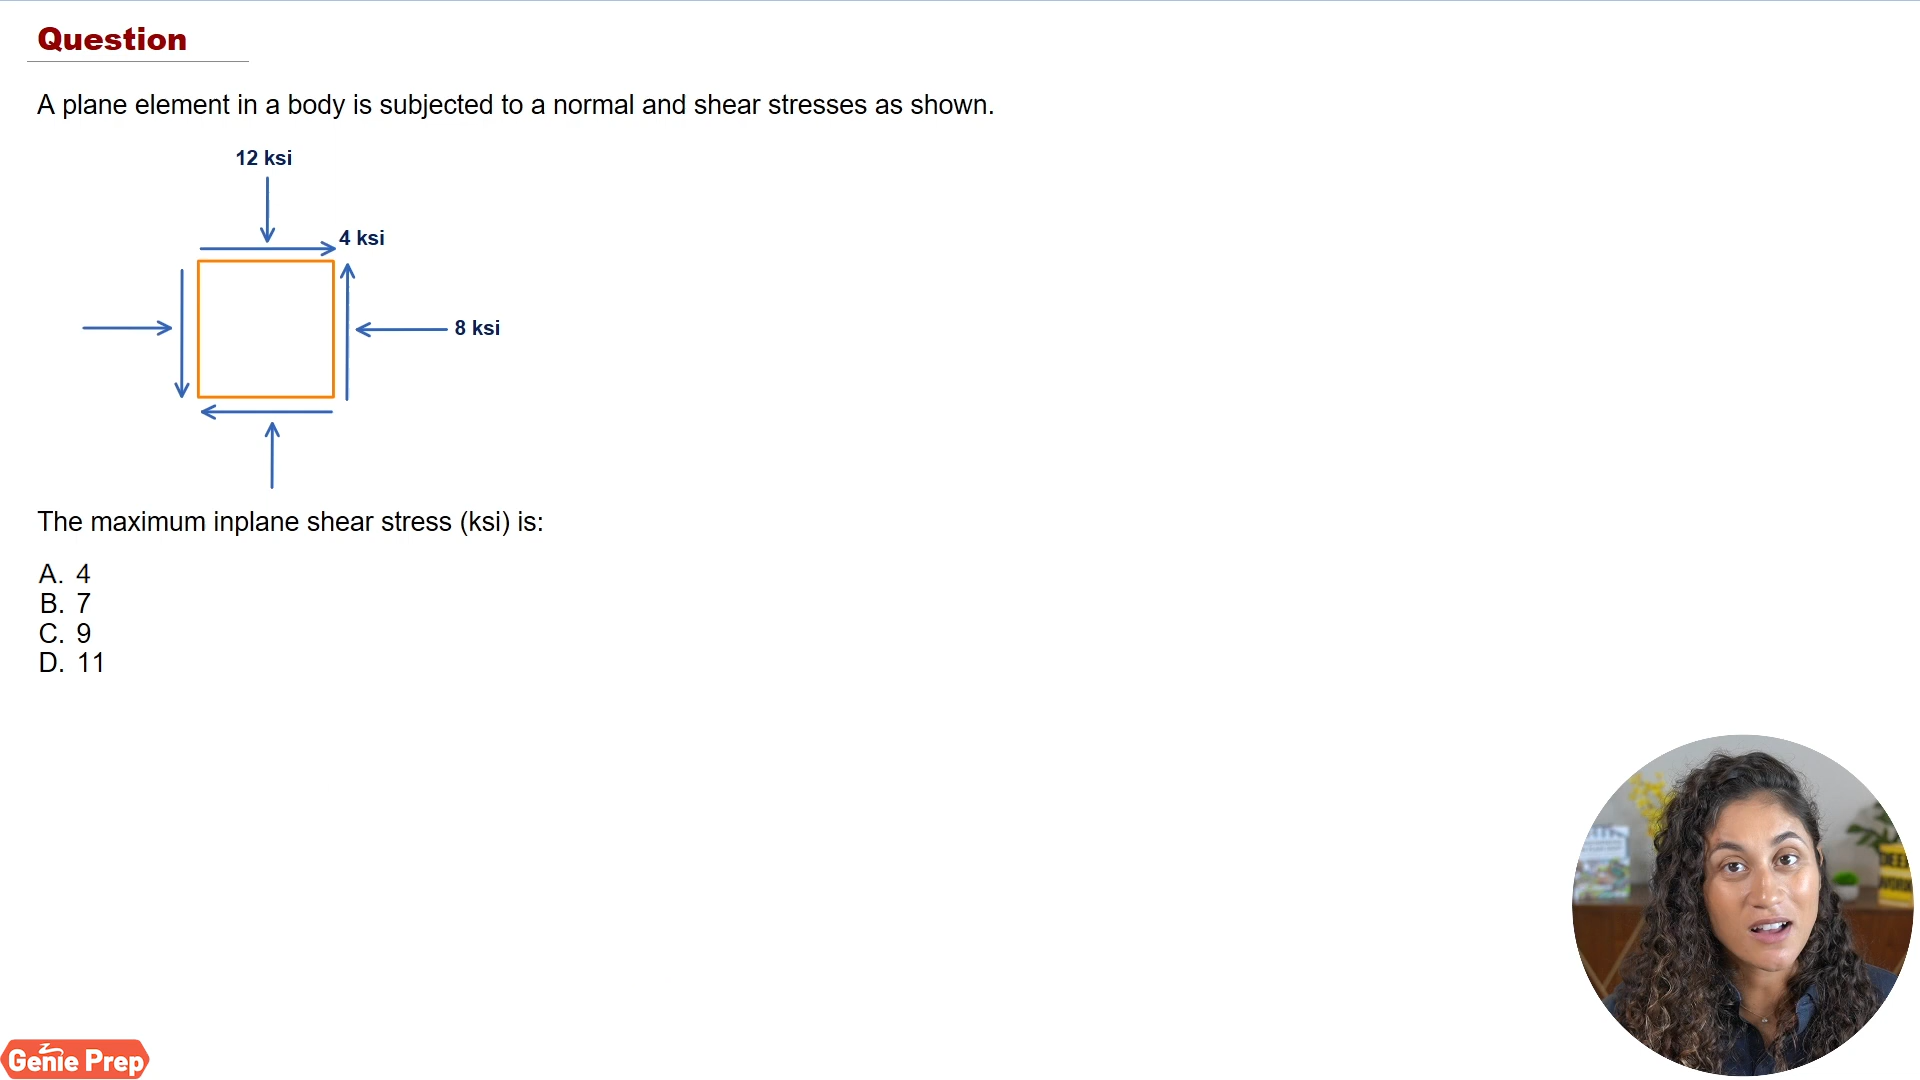 Question
A plane element in a body is subjected to a normal and shear stresses as shown.
12 ksi
4 ksi
8 ksi
The maximum inplane shear stress (ksi) is:
A. 4
B. 7
C. 9
D. 11
Genie Prep